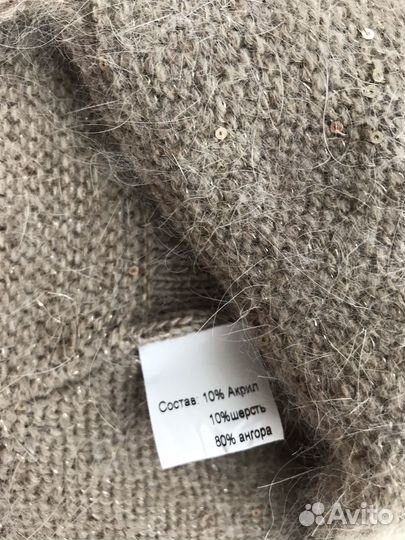 Состав: 10% Акрил
10%шерсть
80% ангора
Avito